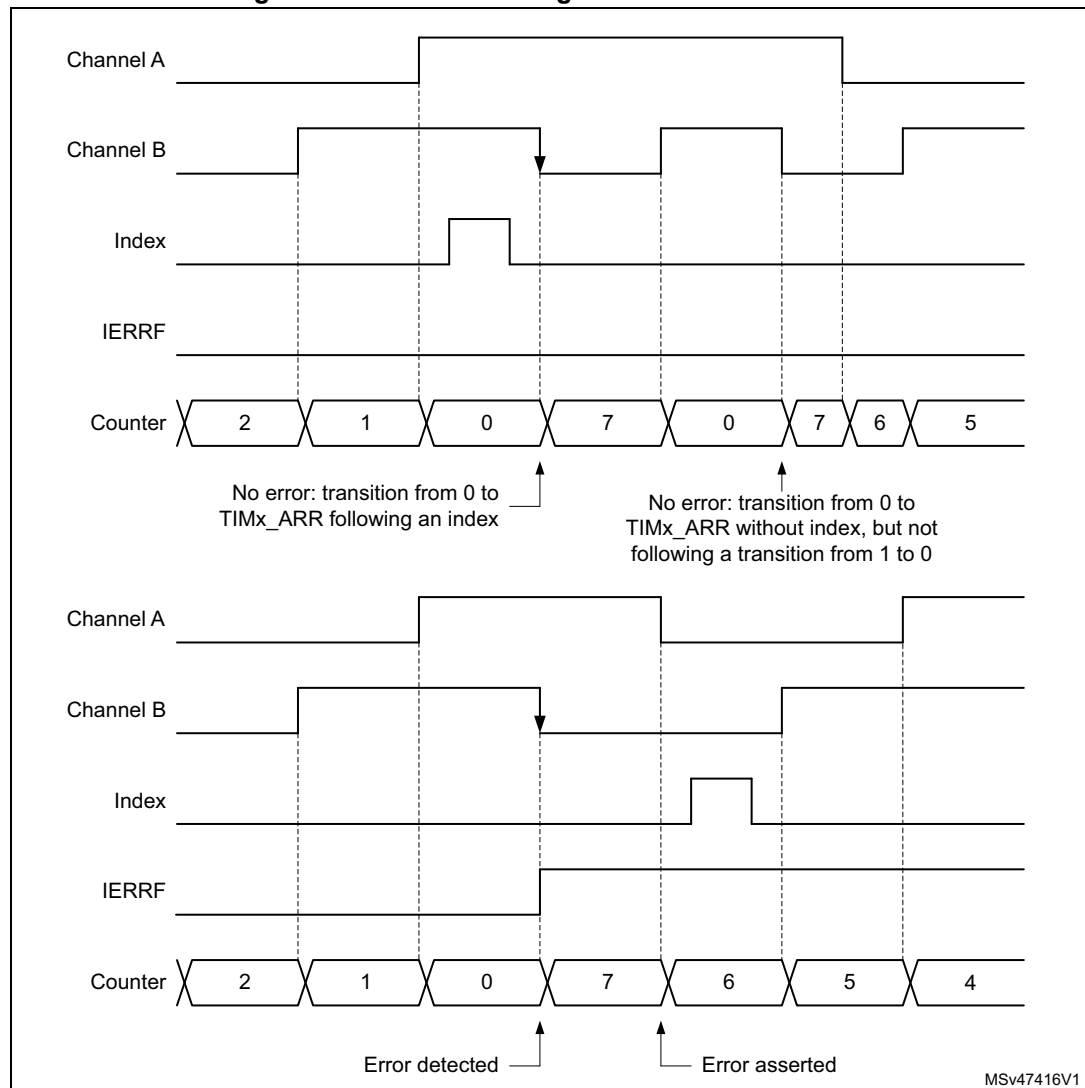 Channel A
Channel B
Index
IERRF
Counter 2 1 0 7 0 7 6 5
No error: transition from 0 to
TIMx_ARR following an index
No error: transition from 0 to
TIMx_ARR without index, but not
following a transition from 1 to 0
Channel A
Channel B
Index
IERRF
Counter 2 1 0 7 6 5 4
Error detected
Error asserted
MSv47416V1